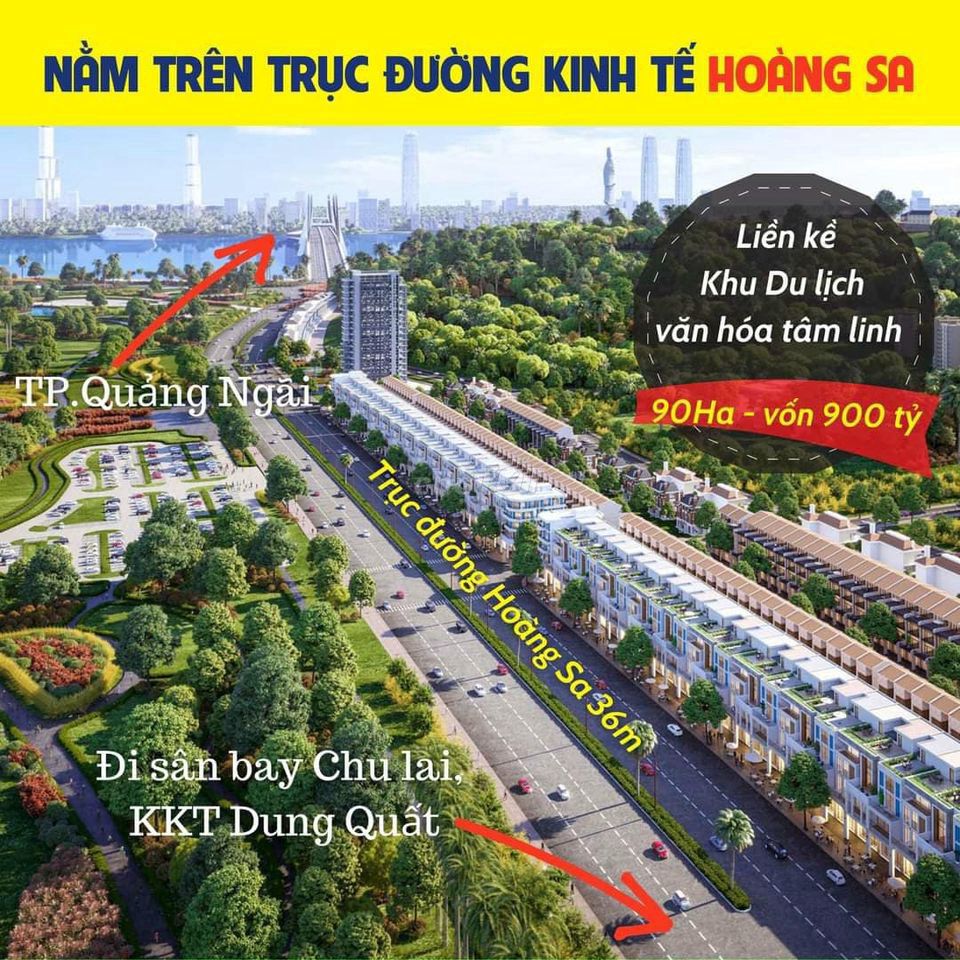 NẰM TRÊN TRỤC ĐƯỜNG KINH TẾ HOÀNG SA
Liền kề
Khu Du lịch
văn hóa tâm linh
90Ha - vốn 900 tỷ
TP.Quảng Ngãi
Trục đường Hoàng Sa 36m
Đi sân bay Chu lai,
KKT Dung Quất